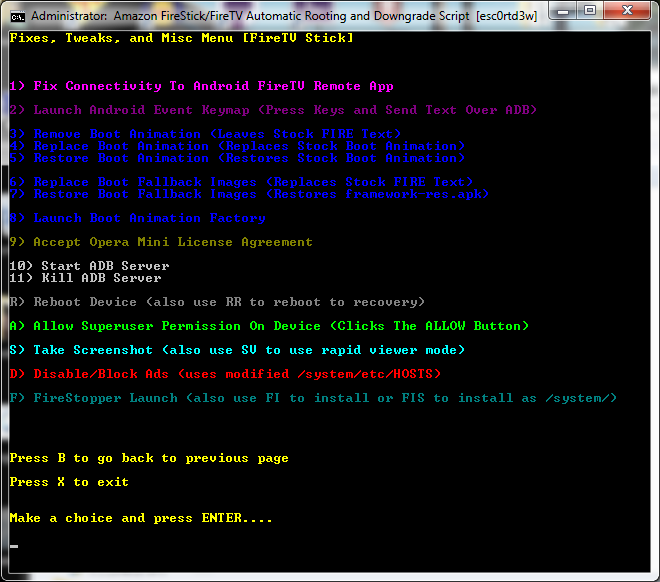 C:\. Administrator: Amazon FireStick/FireTV Automatic Rooting and Downgrade Script [esc0rtd3w]
Fixes, Tweaks, and Misc Menu [FireTV Stick]
1) Fix Connectivity To Android FireTV Remote App
2) Launch Android Event Keymap (Press Keys and Send Text Over ADB)
3) Remove Boot Animation (Leaves Stock FIRE Text)
4) Replace Boot Animation (Replaces Stock Boot Animation)
5) Restore Boot Animation (Restores Stock Boot Animation)
6) Replace Boot Fallback Images (Replaces Stock FIRE Text)
7) Restore Boot Fallback Images (Restores framework-res.apk)
8) Launch Boot Animation Factory
9) Accept Opera Mini License Agreement
10) Start ADB Server
11) Kill ADB Server
R) Reboot Device (also use RR to reboot to recovery)
A) Allow Superuser Permission On Device (Clicks The ALLOW Button)
S) Take Screenshot (also use SV to use rapid viewer mode)
D) Disable/Block Ads (uses modified /system/etc/HOSTS)
F) FireStopper Launch (also use FI to install or FIS to install as /system/)
Press B to go back to previous page
Press X to exit
Make a choice and press ENTER....